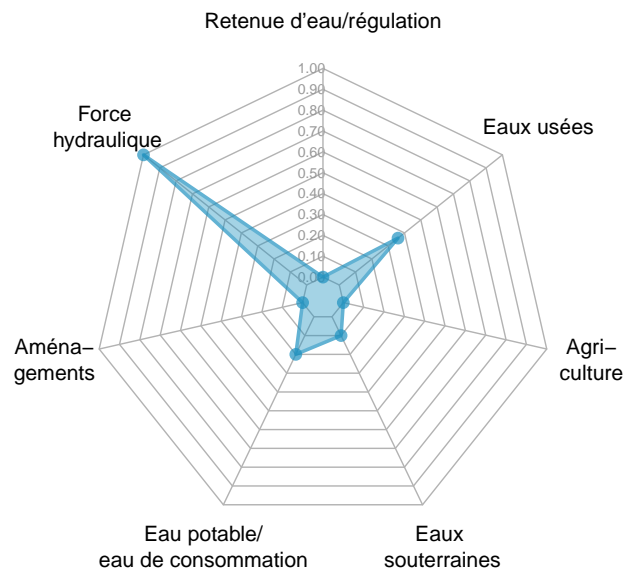 Retenue d'eau/régulation
1.00
0.90
0.80
0.70
0.60
0.50
0.40
0.30
0.20
0.10
Force
hydraulique
Eaux usées
Aména–
gements
Agri–
culture
Eau potable/
eau de consommation
Eaux
souterraines